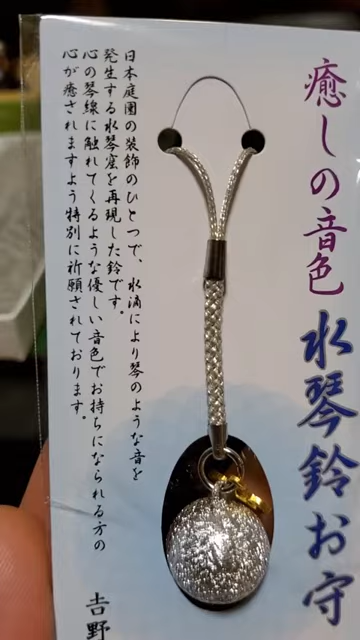 癒しの音色
水琴鈴お守
日本庭園の装飾のひとつで、水滴により琴のような音を
発生する水琴窟を再現した鈴です。
心の琴線に触れてくるような優しい音色でお持ちになられる方の
心が癒されますよう特別に祈願されております。
吉野